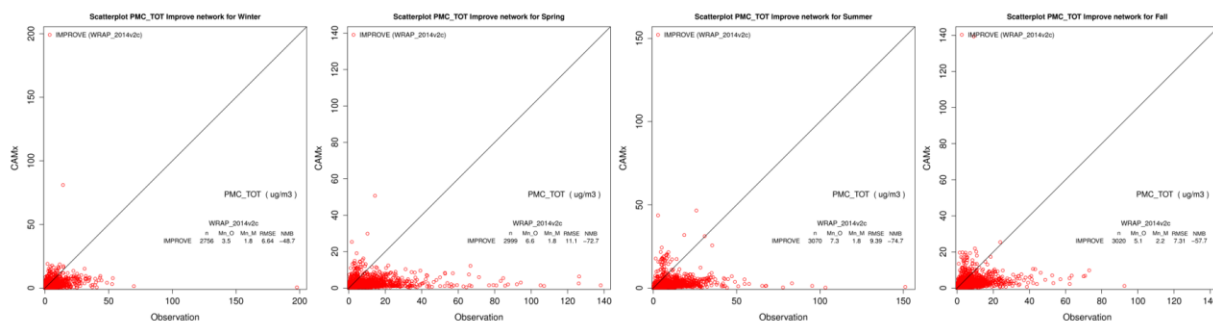 Scatterplot PMC_TOT Improve network for Winter
IMPROVE (WRAP_2014v2c)
200
150
100
50
0
CAMx
PMC_TOT ( ug/m3 )
WRAP_2014v2c
n Mn_O Mn_M RMSE NMB
IMPROVE 2756 3.5 1.8 6.64 −48.7
0 50 100 150 200
Observation
Scatterplot PMC_TOT Improve network for Spring
IMPROVE (WRAP_2014v2c)
140
120
100
80
60
40
20
0
CAMx
PMC_TOT ( ug/m3 )
WRAP_2014v2c
n Mn_O Mn_M RMSE NMB
IMPROVE 2999 6.6 1.8 11.1 −72.7
0 20 40 60 80 100 120 140
Observation
Scatterplot PMC_TOT Improve network for Summer
IMPROVE (WRAP_2014v2c)
150
100
50
0
CAMx
PMC_TOT ( ug/m3 )
WRAP_2014v2c
n Mn_O Mn_M RMSE NMB
IMPROVE 3070 7.3 1.8 9.39 −74.7
0 50 100 150
Observation
Scatterplot PMC_TOT Improve network for Fall
IMPROVE (WRAP_2014v2c)
140
120
100
80
60
40
20
0
CAMx
PMC_TOT ( ug/m3 )
WRAP_2014v2c
n Mn_O Mn_M RMSE NMB
IMPROVE 3020 5.1 2.2 7.31 −57.7
0 20 40 60 80 100 120
Observation